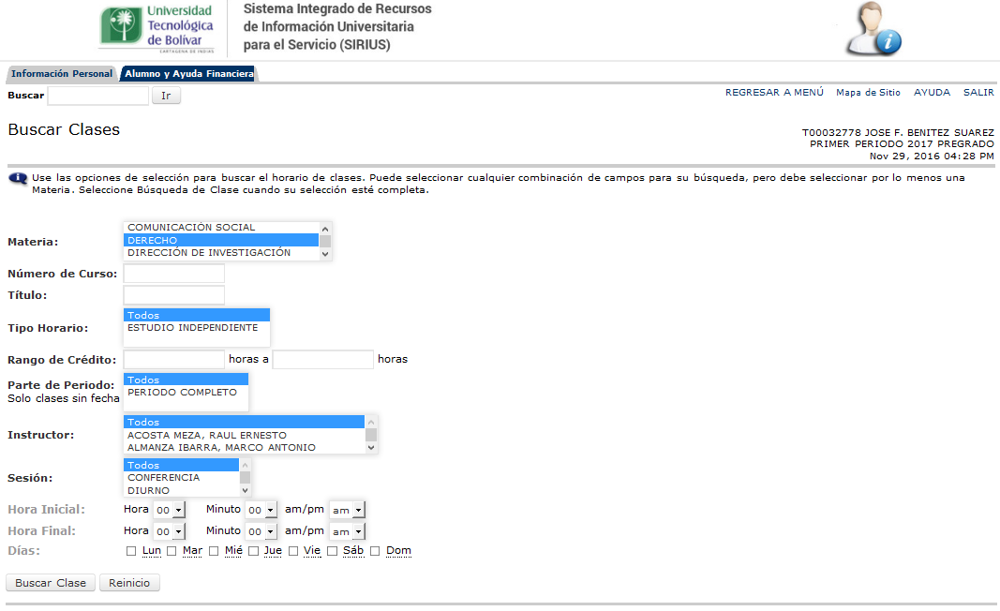 Universidad
Tecnológica
de Bolívar
CARTAGENA DE INDIAS
Sistema Integrado de Recursos
de Información Universitaria
para el Servicio (SIRIUS)
Información Personal Alumno y Ayuda Financiera
Buscar Ir
REGRESAR A MENÚ Mapa de Sitio AYUDA SALIR
Buscar Clases
T00032778 JOSE F. BENITEZ SUAREZ
PRIMER PERIODO 2017 PREGRADO
Nov 29, 2016 04:28 PM
Use las opciones de selección para buscar el horario de clases. Puede seleccionar cualquier combinación de campos para su búsqueda, pero debe seleccionar por lo menos una
Materia. Seleccione Búsqueda de Clase cuando su selección esté completa.
COMUNICACIÓN SOCIAL
Materia: DERECHO
DIRECCIÓN DE INVESTIGACIÓN
Número de Curso:
Título:
Todos
Tipo Horario: ESTUDIO INDEPENDIENTE
Rango de Crédito: horas a horas
Todos
Parte de Periodo: PERIODO COMPLETO
Solo clases sin fecha
Todos
Instructor: ACOSTA MEZA, RAUL ERNESTO
ALMANZA IBARRA, MARCO ANTONIO
Todos
Sesión: CONFERENCIA
DIURNO
Hora Inicial: Hora 00 Minuto 00 am/pm am
Hora Final: Hora 00 Minuto 00 am/pm am
Días: Lun Mar Mié Jue Vie Sáb Dom
Buscar Clase Reinicio